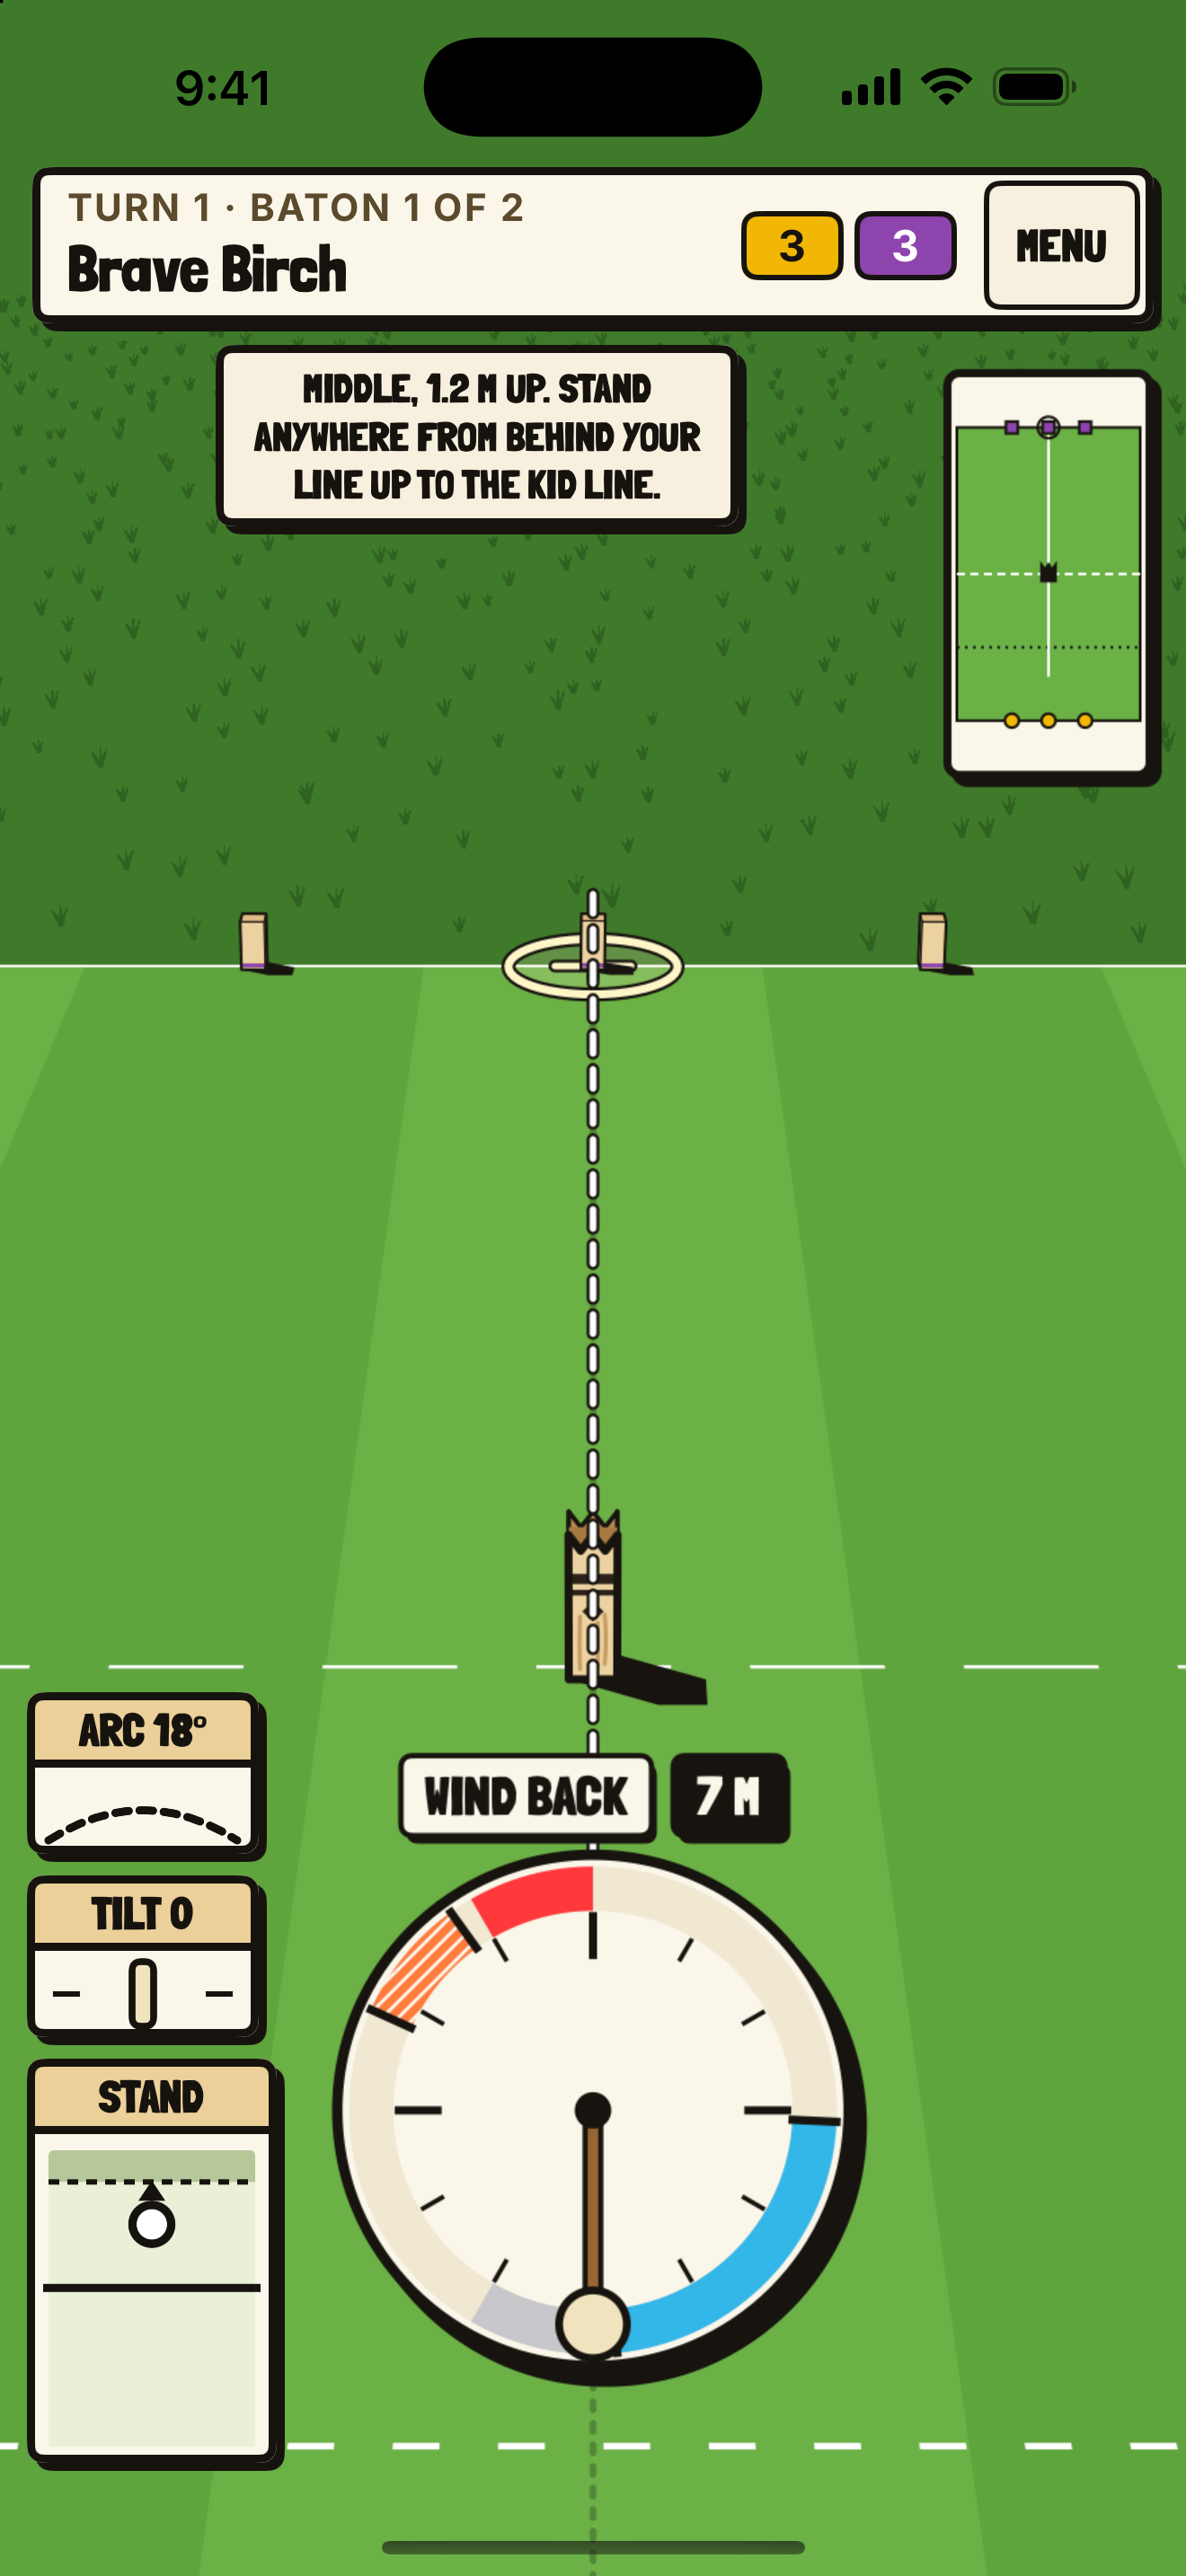 9:41
TURN 1 · BATON 1 OF 2
Brave Birch
3
3
MENU
MIDDLE, 1.2 M UP. STAND
ANYWHERE FROM BEHIND YOUR
LINE UP TO THE KID LINE.
ARC 18°
WIND BACK
7 M
TILT 0
STAND